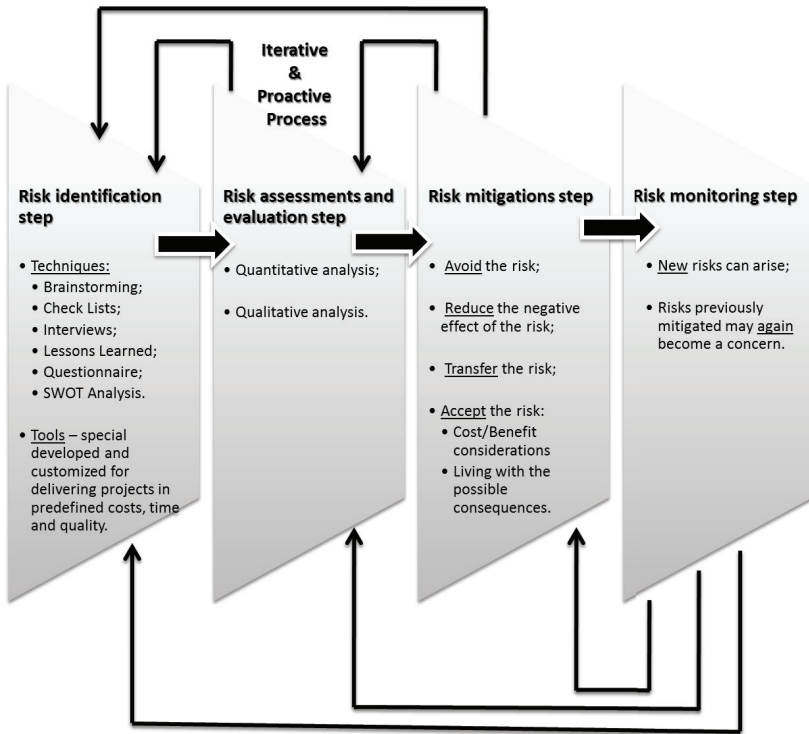 Iterative
&
Proactive
Process
Risk identification
step
• Techniques:
• Brainstorming;
• Check Lists;
• Interviews;
• Lessons Learned;
• Questionnaire;
• SWOT Analysis.
• Tools – special
developed and
customized for
delivering projects in
predefined costs, time
and quality.
Risk assessments and
evaluation step
• Quantitative analysis;
• Qualitative analysis.
Risk mitigations step
• Avoid the risk;
• Reduce the negative
effect of the risk;
• Transfer the risk;
• Accept the risk:
• Cost/Benefit
considerations
• Living with the
possible
consequences.
Risk monitoring step
• New risks can arise;
• Risks previously
mitigated may again
become a concern.